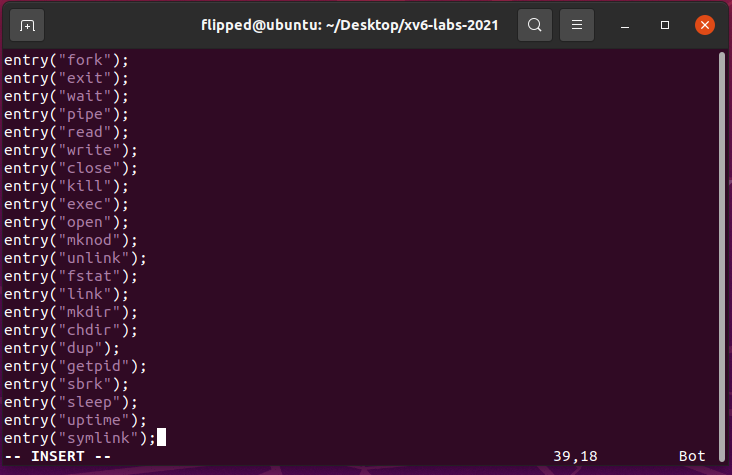 flipped@ubuntu: ~/Desktop/xv6-labs-2021
entry("fork");
entry("exit");
entry("wait");
entry("pipe");
entry("read");
entry("write");
entry("close");
entry("kill");
entry("exec");
entry("open");
entry("mknod");
entry("unlink");
entry("fstat");
entry("link");
entry("mkdir");
entry("chdir");
entry("dup");
entry("getpid");
entry("sbrk");
entry("sleep");
entry("uptime");
entry("symlink");
-- INSERT -- 39,18 Bot